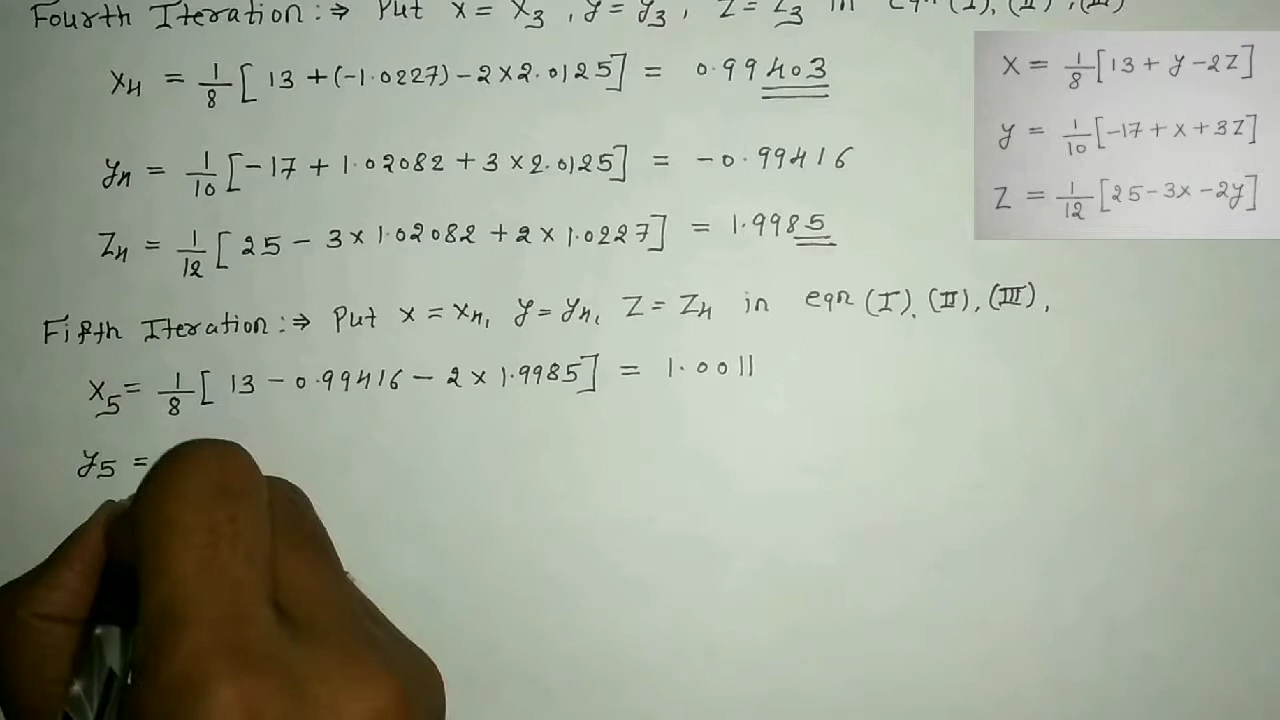 Fourth Iteration :⇒ Put x = x3 , y = y3 , z = z3 in eqn (I), (II), (III)
x4 = 1/8 [ 13 + (-1.0227) - 2×2.0125 ] = 0.99403
y4 = 1/10 [ -17 + 1.02082 + 3×2.0125 ] = -0.99416
z4 = 1/12 [ 25 - 3×1.02082 + 2×1.0227 ] = 1.9985
Fifth Iteration :⇒ Put x = x4, y = y4, z = z4 in eqn (I), (II), (III),
x5 = 1/8 [ 13 - 0.99416 - 2×1.9985 ] = 1.0011
y5 =
x = 1/8 [13 + y - 2z]
y = 1/10 [-17 + x + 3z]
z = 1/12 [25 - 3x - 2y]